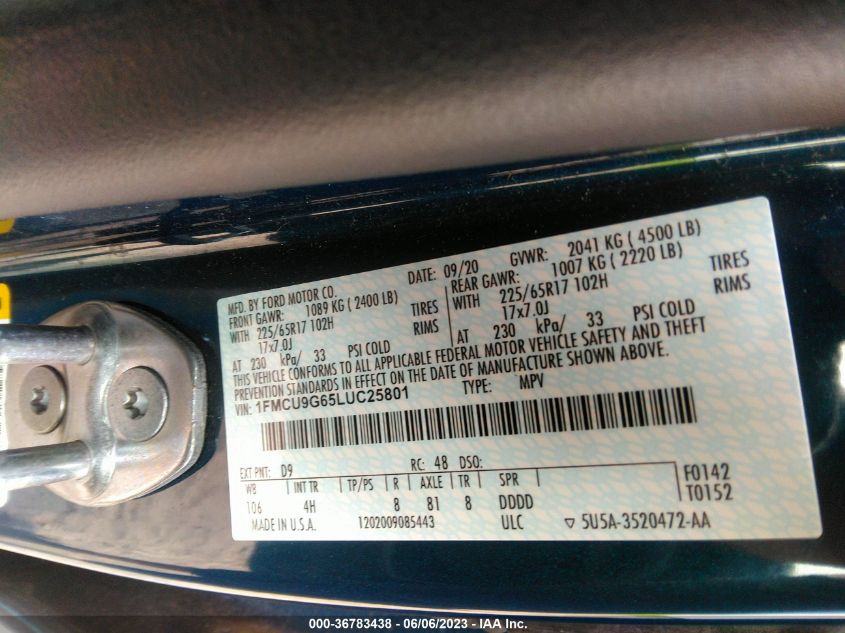 MFD. BY FORD MOTOR CO. DATE: 09/20 GVWR: 2041 KG ( 4500 LB)
FRONT GAWR: 1089 KG ( 2400 LB) REAR GAWR: 1007 KG ( 2220 LB)
WITH 225/65R17 102H TIRES WITH 225/65R17 102H TIRES
17x7.0J RIMS 17x7.0J RIMS
AT 230 kPa/ 33 PSI COLD AT 230 kPa/ 33 PSI COLD
THIS VEHICLE CONFORMS TO ALL APPLICABLE FEDERAL MOTOR VEHICLE SAFETY AND THEFT
PREVENTION STANDARDS IN EFFECT ON THE DATE OF MANUFACTURE SHOWN ABOVE.
VIN: 1FMCU9G65LUC25801 TYPE: MPV
EXT PNT: D9 RC: 48 DSO: F0142
WB INT TR TP/PS R AXLE TR SPR T0152
106 4H 8 81 8 DDDD
MADE IN U.S.A. 1202009085443 ULC ▽ 5U5A-3520472-AA
000-36783438 - 06/06/2023 - IAA Inc.